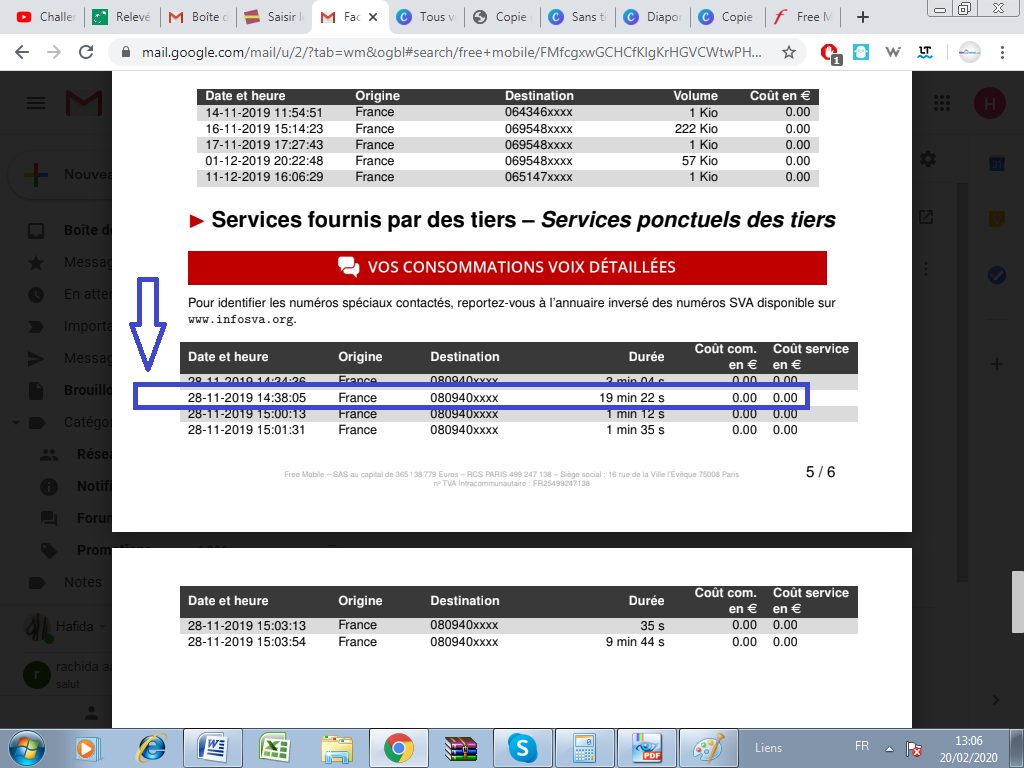 Challer
Relevé
Boîte d
Saisir l
Fac
Tous v
Copie
Sans ti
Diapor
Copie
Free M
mail.google.com/mail/u/2/?tab=wm&ogbl#search/free+mobile/FMfcgxwGCHCfKlgKrHGVCWtwPH...
1
Date et heure Origine Destination Volume Coût en €
14-11-2019 11:54:51 France 064346xxxx 1 Kio 0.00
16-11-2019 15:14:23 France 069548xxxx 222 Kio 0.00
17-11-2019 17:27:43 France 069548xxxx 1 Kio 0.00
01-12-2019 20:22:48 France 069548xxxx 57 Kio 0.00
11-12-2019 16:06:29 France 065147xxxx 1 Kio 0.00
► Services fournis par des tiers – Services ponctuels des tiers
VOS CONSOMMATIONS VOIX DÉTAILLÉES
Pour identifier les numéros spéciaux contactés, reportez-vous à l'annuaire inversé des numéros SVA disponible sur
www.infosva.org.
Date et heure Origine Destination Durée Coût com. en € Coût service en €
28-11-2019 14:34:36 France 080940xxxx 3 min 04 s 0.00 0.00
28-11-2019 14:38:05 France 080940xxxx 19 min 22 s 0.00 0.00
28-11-2019 15:00:13 France 080940xxxx 1 min 12 s 0.00 0.00
28-11-2019 15:01:31 France 080940xxxx 1 min 35 s 0.00 0.00
Free Mobile – SAS au capital de 365 138 779 Euros – RCS PARIS 499 247 138 – Siège social : 16 rue de la Ville l'Évêque 75008 Paris
n° TVA Intracommunautaire : FR25499247138
5 / 6
Date et heure Origine Destination Durée Coût com. en € Coût service en €
28-11-2019 15:03:13 France 080940xxxx 35 s 0.00 0.00
28-11-2019 15:03:54 France 080940xxxx 9 min 44 s 0.00 0.00
Nouvea
Boîte de
Messag
En atter
Importa
Messag
Brouillo
Catégo
Résea
Notifi
Forun
Promotions
Notes
Hafida
rachida a
salut
H
r
Liens
FR
13:06
20/02/2020